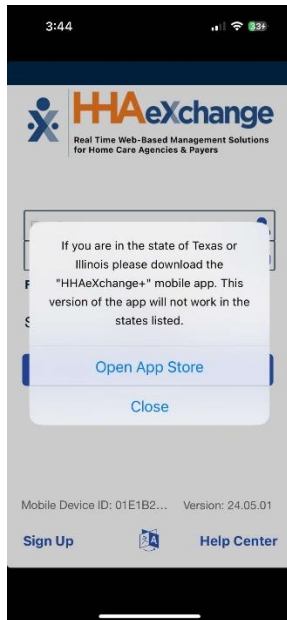 3:44
33
HHAeXchange
Real Time Web-Based Management Solutions
for Home Care Agencies & Payers
If you are in the state of Texas or
Illinois please download the
"HHAeXchange+" mobile app. This
version of the app will not work in the
states listed.
Open App Store
Close
Mobile Device ID: 01E1B2... Version: 24.05.01
Sign Up
Help Center